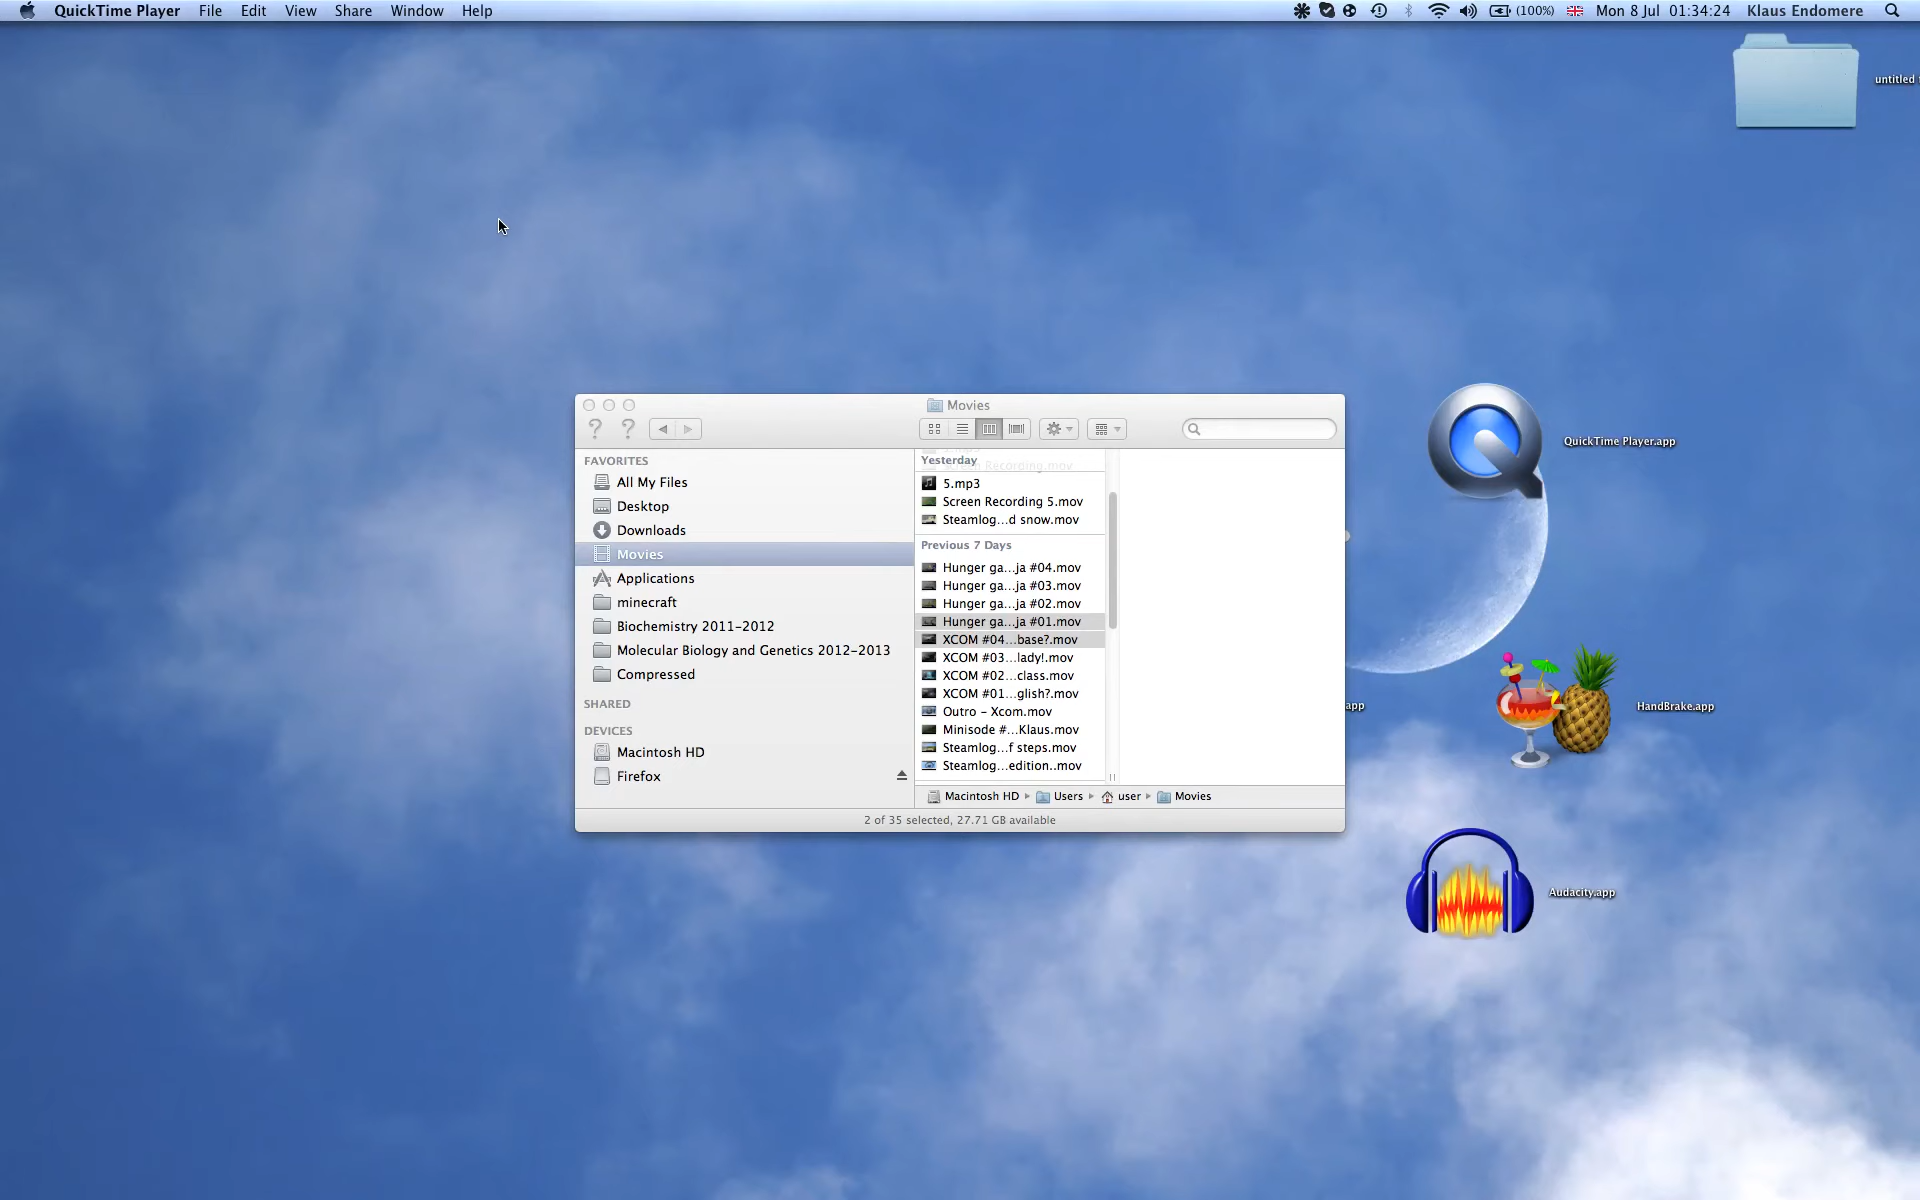 QuickTime Player File Edit View Share Window Help
(100%) Mon 8 Jul 01:34:24 Klaus Endomere
untitled
Movies
FAVORITES
All My Files
Desktop
Downloads
Movies
Applications
minecraft
Biochemistry 2011-2012
Molecular Biology and Genetics 2012-2013
Compressed
SHARED
DEVICES
Macintosh HD
Firefox
Yesterday
5.mp3
Screen Recording 5.mov
Steamlog...d snow.mov
Previous 7 Days
Hunger ga...ja #04.mov
Hunger ga...ja #03.mov
Hunger ga...ja #02.mov
Hunger ga...ja #01.mov
XCOM #04...base?.mov
XCOM #03...lady!.mov
XCOM #02...class.mov
XCOM #01...glish?.mov
Outro - Xcom.mov
Minisode #...Klaus.mov
Steamlog...f steps.mov
Steamlog...edition..mov
Macintosh HD Users user Movies
2 of 35 selected, 27.71 GB available
QuickTime Player.app
app
HandBrake.app
Audacity.app